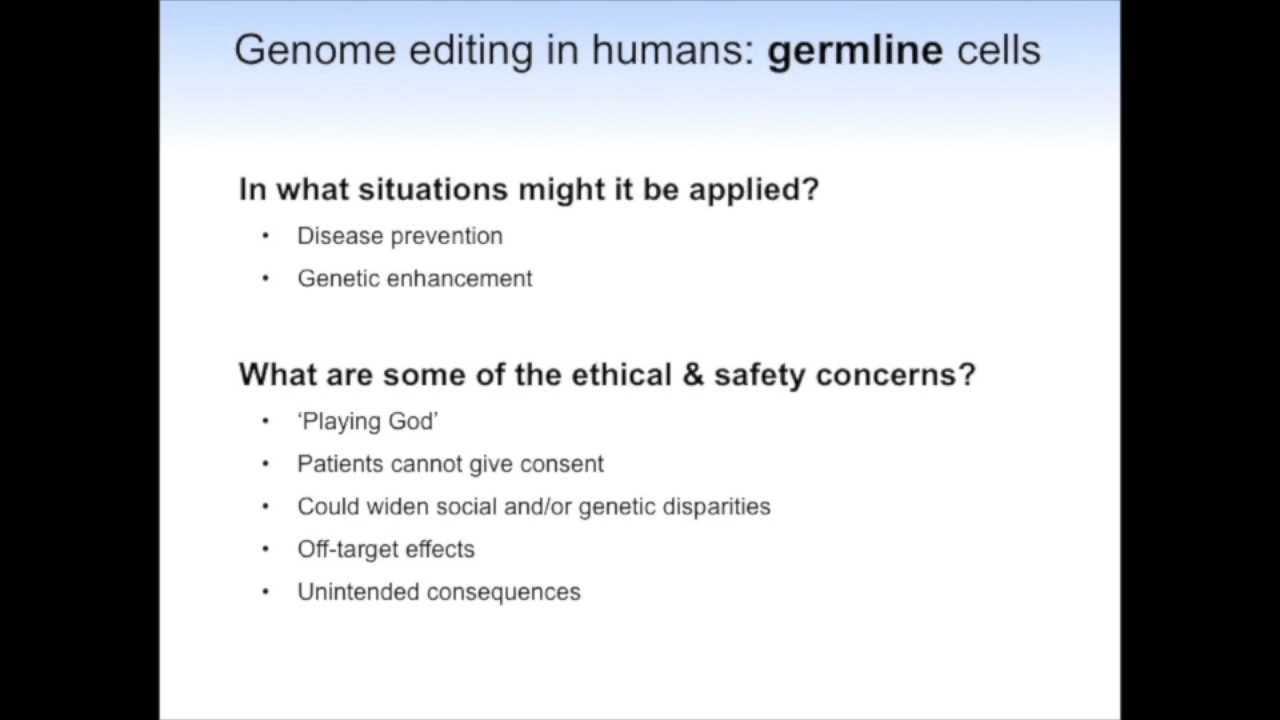 Genome editing in humans: germline cells
In what situations might it be applied?
• Disease prevention
• Genetic enhancement
What are some of the ethical & safety concerns?
• ‘Playing God’
• Patients cannot give consent
• Could widen social and/or genetic disparities
• Off-target effects
• Unintended consequences